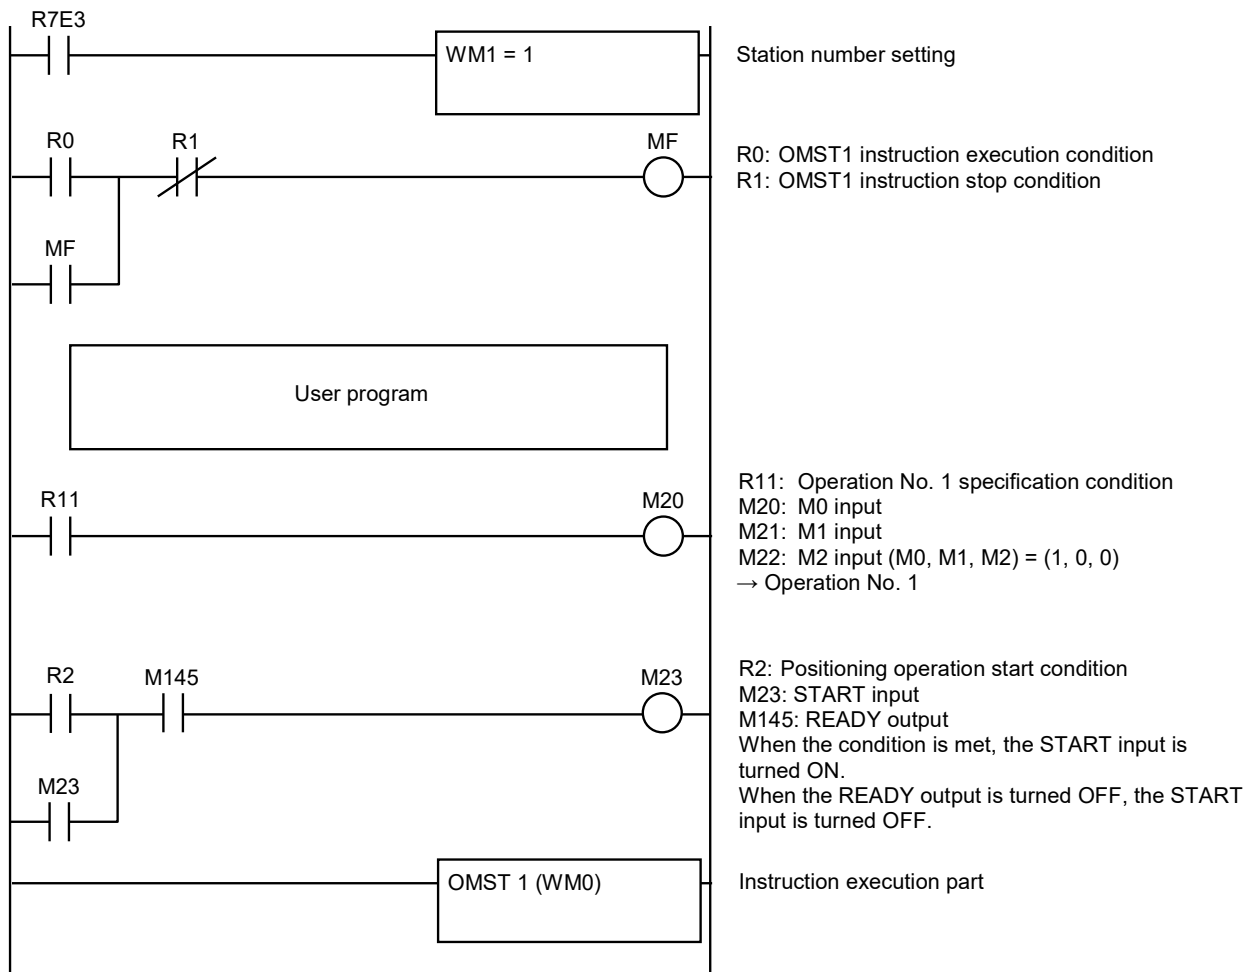 R7E3
WM1 = 1
Station number setting
R0
R1
MF
R0: OMST1 instruction execution condition
R1: OMST1 instruction stop condition
MF
User program
R11
M20
R11: Operation No. 1 specification condition
M20: M0 input
M21: M1 input
M22: M2 input (M0, M1, M2) = (1, 0, 0)
→ Operation No. 1
R2
M145
M23
R2: Positioning operation start condition
M23: START input
M145: READY output
When the condition is met, the START input is
turned ON.
When the READY output is turned OFF, the START
input is turned OFF.
M23
OMST 1 (WM0)
Instruction execution part